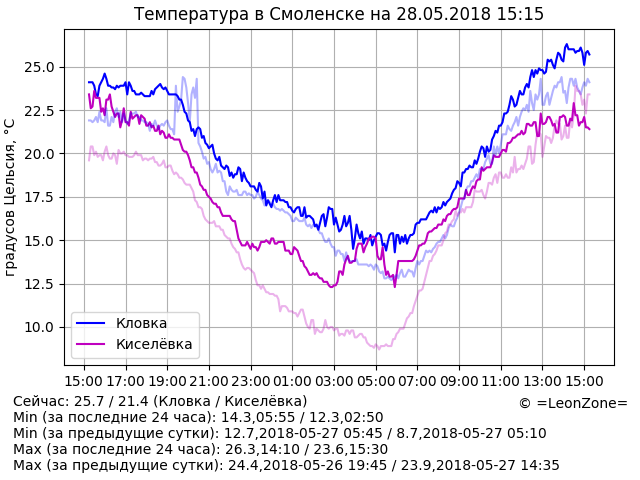 Температура в Смоленске на 28.05.2018 15:15
градусов Цельсия, °C
25.0
22.5
20.0
17.5
15.0
12.5
10.0
Кловка
Киселёвка
15:00 17:00 19:00 21:00 23:00 01:00 03:00 05:00 07:00 09:00 11:00 13:00 15:00
Сейчас: 25.7 / 21.4 (Кловка / Киселёвка)
© =LeonZone=
Min (за последние 24 часа): 14.3,05:55 / 12.3,02:50
Min (за предыдущие сутки): 12.7,2018-05-27 05:45 / 8.7,2018-05-27 05:10
Max (за последние 24 часа): 26.3,14:10 / 23.6,15:30
Max (за предыдущие сутки): 24.4,2018-05-26 19:45 / 23.9,2018-05-27 14:35